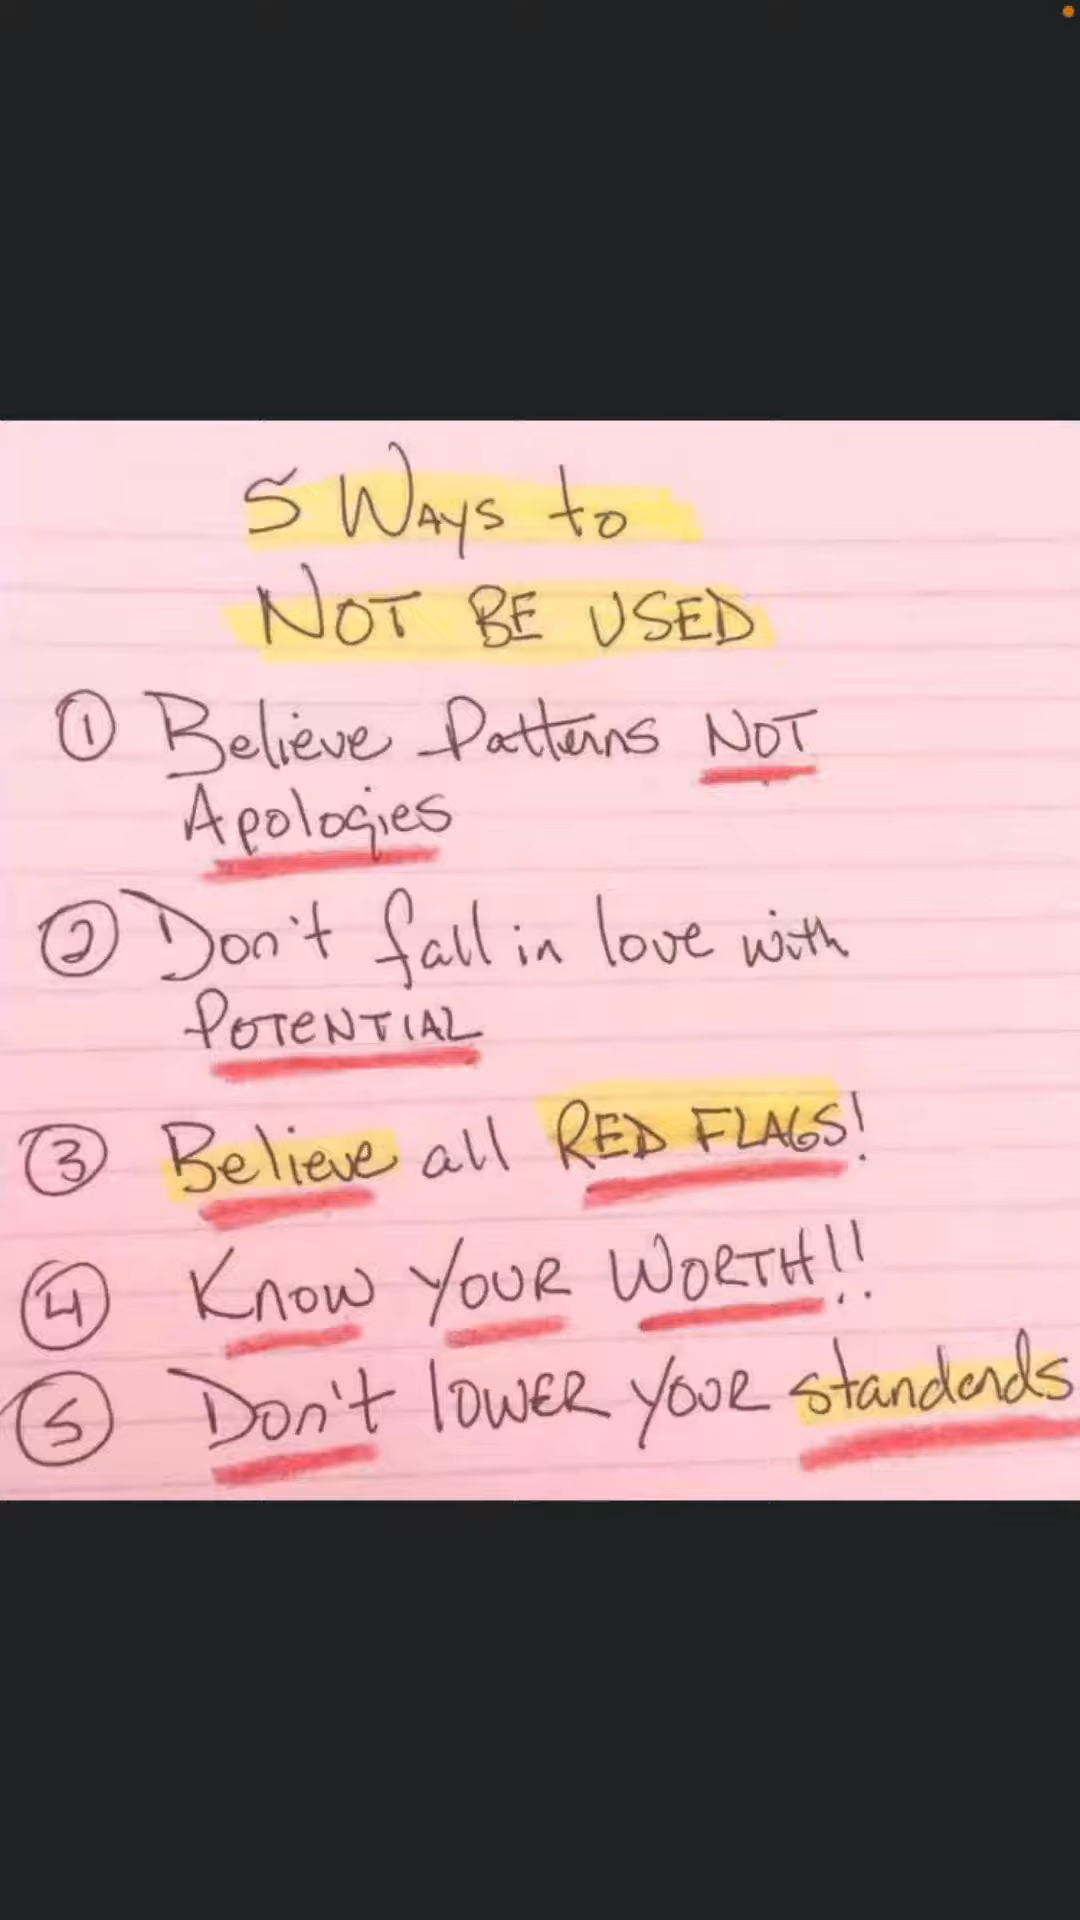 5 Ways to
NOT BE USED
① Believe Patterns NOT
Apologies
② Don't fall in love with
POTENTIAL
③ Believe all RED FLAGS!
④ KNOW YOUR WORTH!!
⑤ Don't LOWER YOUR standards